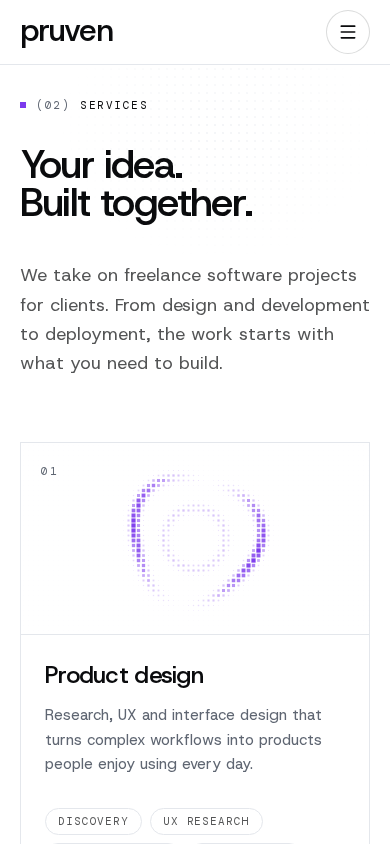 pruven
(02) SERVICES
Your idea.
Built together.
We take on freelance software projects
for clients. From design and development
to deployment, the work starts with
what you need to build.
01
Product design
Research, UX and interface design that
turns complex workflows into products
people enjoy using every day.
DISCOVERY
UX RESEARCH